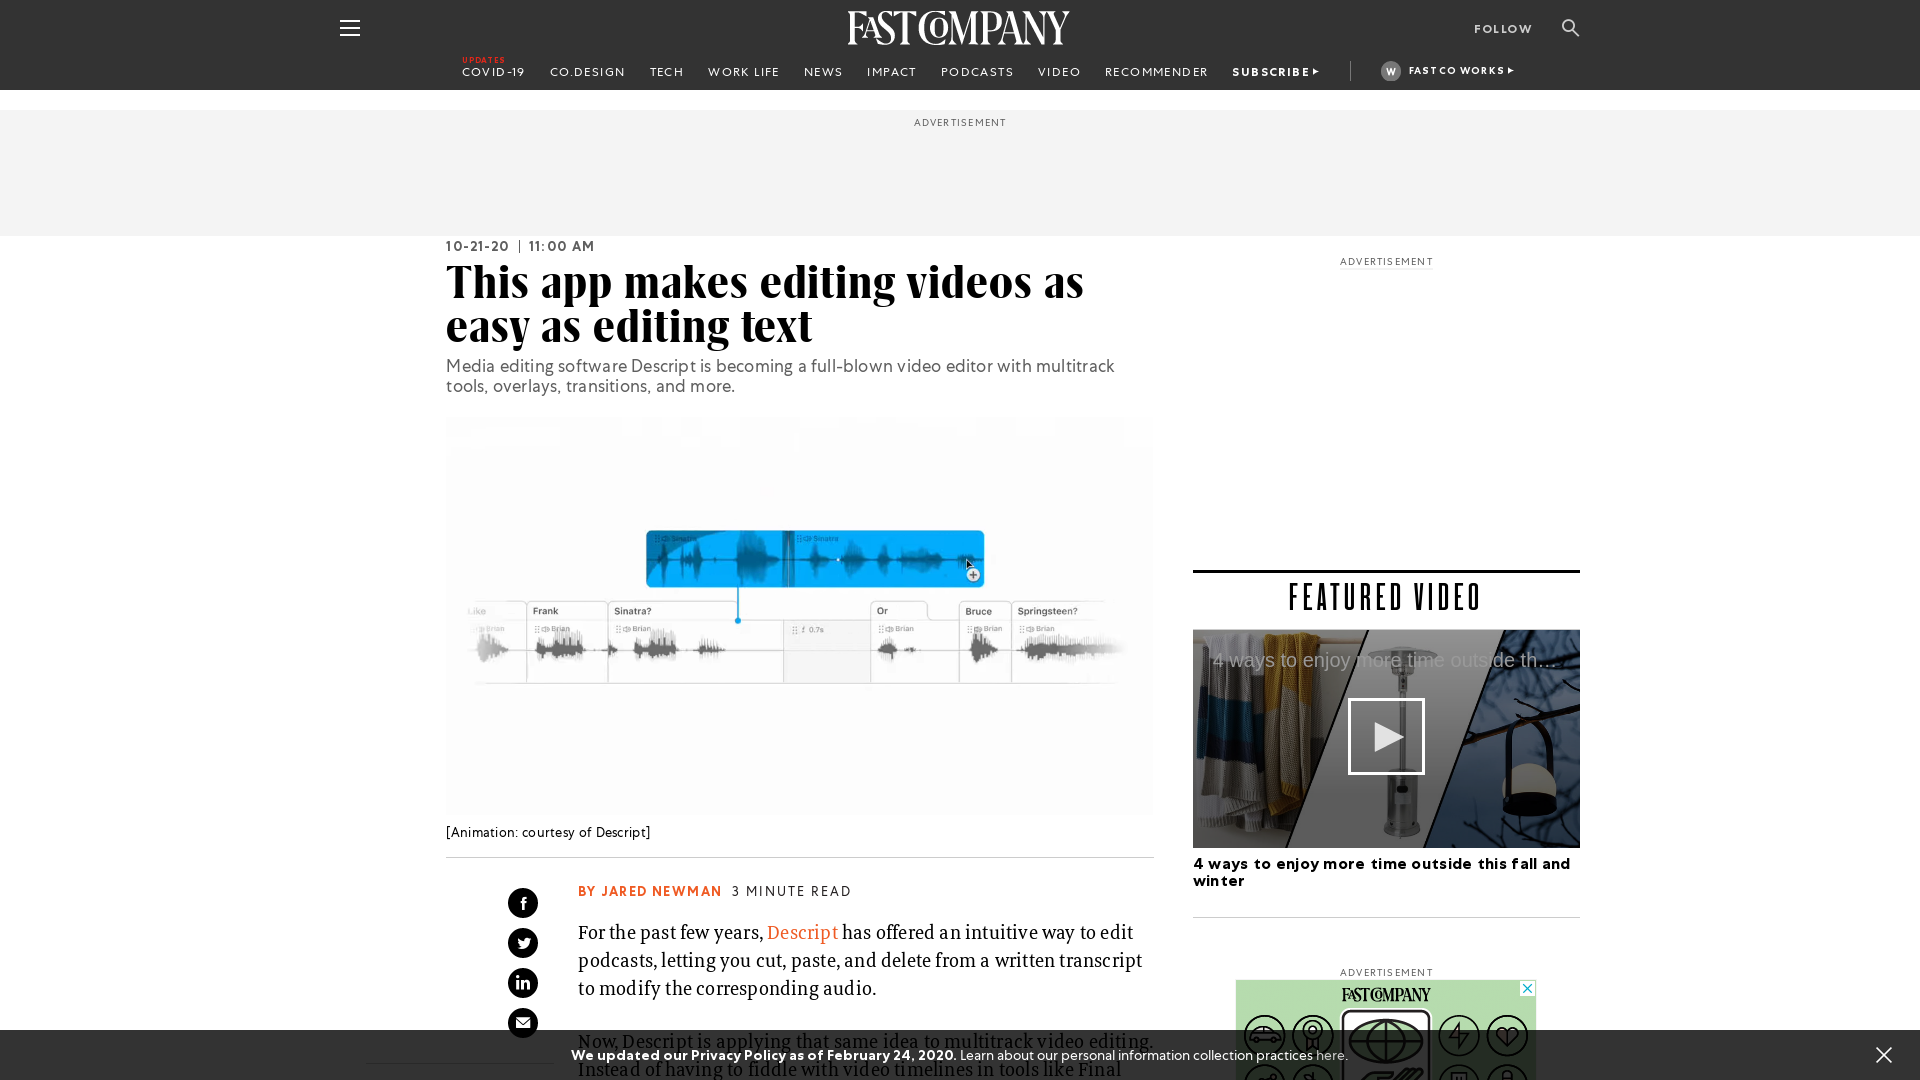 FAST COMPANY
FOLLOW
UPDATES
COVID-19
CO.DESIGN
TECH
WORK LIFE
NEWS
IMPACT
PODCASTS
VIDEO
RECOMMENDER
SUBSCRIBE
W FASTCO WORKS
ADVERTISEMENT
10-21-20 | 11:00 AM
This app makes editing videos as
easy as editing text
Media editing software Descript is becoming a full-blown video editor with multitrack
tools, overlays, transitions, and more.
Sinatra Sinatra
Like Frank Sinatra? Or Bruce Springsteen?
Brian Brian Brian 0.7s Brian Brian Brian
[Animation: courtesy of Descript]
BY JARED NEWMAN 3 MINUTE READ
For the past few years, Descript has offered an intuitive way to edit
podcasts, letting you cut, paste, and delete from a written transcript
to modify the corresponding audio.
Now, Descript is applying that same idea to multitrack video editing.
Instead of having to fiddle with video timelines in tools like Final
ADVERTISEMENT
FEATURED VIDEO
4 ways to enjoy more time outside th...
4 ways to enjoy more time outside this fall and
winter
ADVERTISEMENT
FAST COMPANY
We updated our Privacy Policy as of February 24, 2020. Learn about our personal information collection practices here.